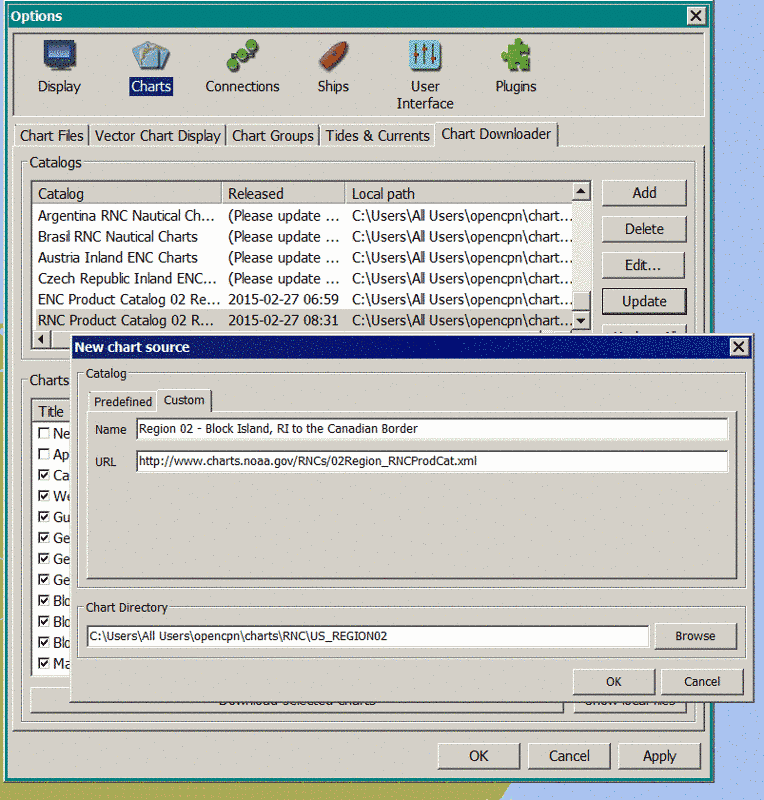 Options
Display Charts Connections Ships User Interface Plugins
Chart Files Vector Chart Display Chart Groups Tides & Currents Chart Downloader
Catalogs
Catalog Released Local path
Argentina RNC Nautical Ch... (Please update ... C:\Users\All Users\opencpn\chart...
Brasil RNC Nautical Charts (Please update ... C:\Users\All Users\opencpn\chart...
Austria Inland ENC Charts (Please update ... C:\Users\All Users\opencpn\chart...
Czech Republic Inland ENC... (Please update ... C:\Users\All Users\opencpn\chart...
ENC Product Catalog 02 Re... 2015-02-27 06:59 C:\Users\All Users\opencpn\chart...
RNC Product Catalog 02 R... 2015-02-27 08:31 C:\Users\All Users\opencpn\chart...
Add
Delete
Edit...
Update
New chart source
Catalog
Predefined Custom
Name Region 02 - Block Island, RI to the Canadian Border
URL http://www.charts.noaa.gov/RNCs/02Region_RNCProdCat.xml
Chart Directory
C:\Users\All Users\opencpn\charts\RNC\US_REGION02 Browse
OK Cancel
Charts
Title
Ne
Ap
Ca
We
Gu
Ge
Ge
Ge
Blo
Blo
Blo
Ma
Download selected charts Show local files
OK Cancel Apply